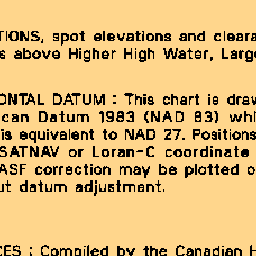 TIONS, spot elevations and cleara
s above Higher High Water, Larg
ONTAL DATUM : This chart is draw
can Datum 1983 (NAD 83) whi
is equivalent to NAD 27. Positions
SATNAV or Loran-C coordinate
ASF correction may be plotted o
ut datum adjustment.
CES : Compiled by the Canadian H